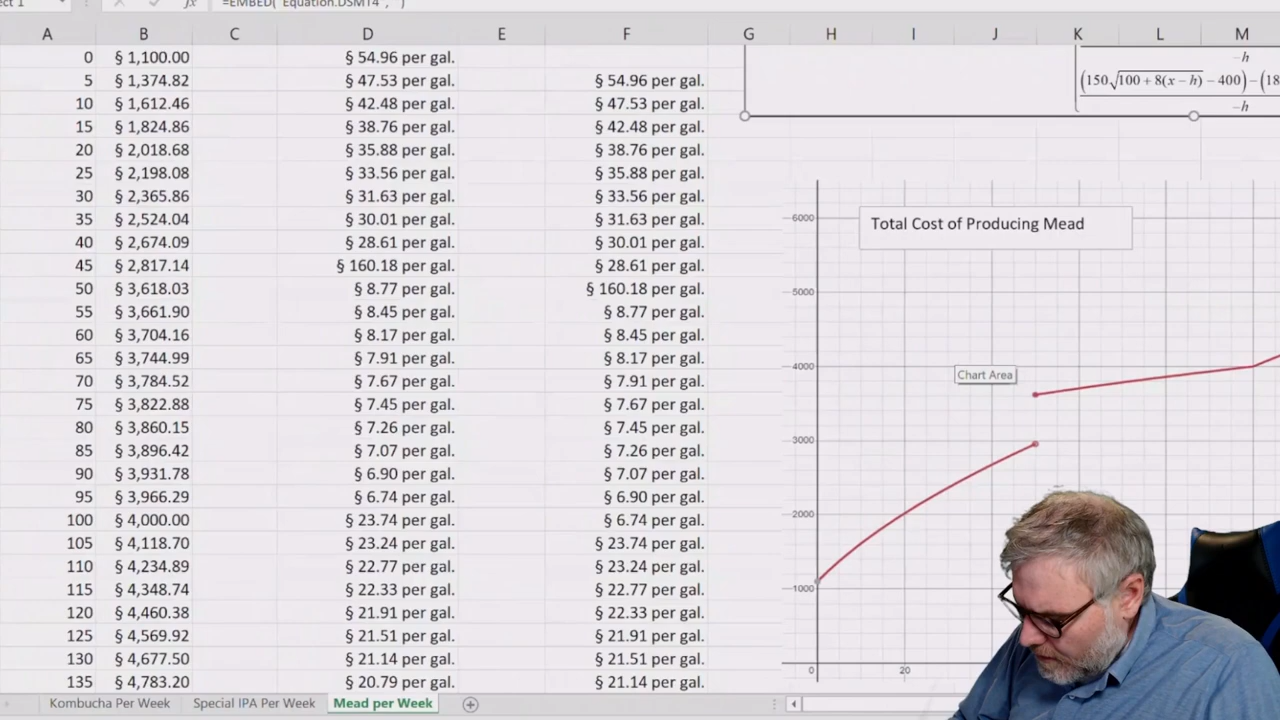 ect 1 fx =EMBED("Equation.DSMT4","")
A B C D E F G H I J K L M
0 § 1,100.00 § 54.96 per gal.
5 § 1,374.82 § 47.53 per gal. § 54.96 per gal.
10 § 1,612.46 § 42.48 per gal. § 47.53 per gal.
15 § 1,824.86 § 38.76 per gal. § 42.48 per gal.
20 § 2,018.68 § 35.88 per gal. § 38.76 per gal.
25 § 2,198.08 § 33.56 per gal. § 35.88 per gal.
30 § 2,365.86 § 31.63 per gal. § 33.56 per gal.
35 § 2,524.04 § 30.01 per gal. § 31.63 per gal.
40 § 2,674.09 § 28.61 per gal. § 30.01 per gal.
45 § 2,817.14 § 160.18 per gal. § 28.61 per gal.
50 § 3,618.03 § 8.77 per gal. § 160.18 per gal.
55 § 3,661.90 § 8.45 per gal. § 8.77 per gal.
60 § 3,704.16 § 8.17 per gal. § 8.45 per gal.
65 § 3,744.99 § 7.91 per gal. § 8.17 per gal.
70 § 3,784.52 § 7.67 per gal. § 7.91 per gal.
75 § 3,822.88 § 7.45 per gal. § 7.67 per gal.
80 § 3,860.15 § 7.26 per gal. § 7.45 per gal.
85 § 3,896.42 § 7.07 per gal. § 7.26 per gal.
90 § 3,931.78 § 6.90 per gal. § 7.07 per gal.
95 § 3,966.29 § 6.74 per gal. § 6.90 per gal.
100 § 4,000.00 § 23.74 per gal. § 6.74 per gal.
105 § 4,118.70 § 23.24 per gal. § 23.74 per gal.
110 § 4,234.89 § 22.77 per gal. § 23.24 per gal.
115 § 4,348.74 § 22.33 per gal. § 22.77 per gal.
120 § 4,460.38 § 21.91 per gal. § 22.33 per gal.
125 § 4,569.92 § 21.51 per gal. § 21.91 per gal.
130 § 4,677.50 § 21.14 per gal. § 21.51 per gal.
135 § 4,783.20 § 20.79 per gal. § 21.14 per gal.
−h
(150√100 + 8(x − h) − 400) − (18
−h
Total Cost of Producing Mead
6000
5000
Chart Area
4000
3000
2000
1000
0 20
Kombucha Per Week Special IPA Per Week Mead per Week